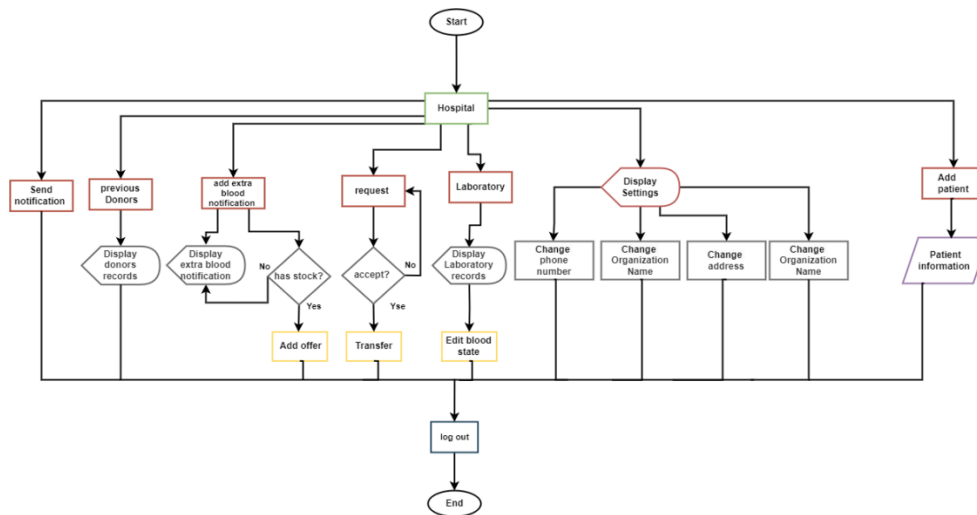 Start
Hospital
Send
notification
previous
Donors
add extra
blood
notification
request
Laboratory
Display
Settings
Add
patient
Display
donors
records
Display
extra blood
notification
No
has stock?
Yes
accept?
No
Yse
Display
Laboratory
records
Change
phone
number
Change
Organization
Name
Change
address
Change
Organization
Name
Patient
information
Add offer
Transfer
Edit blood
state
log out
End